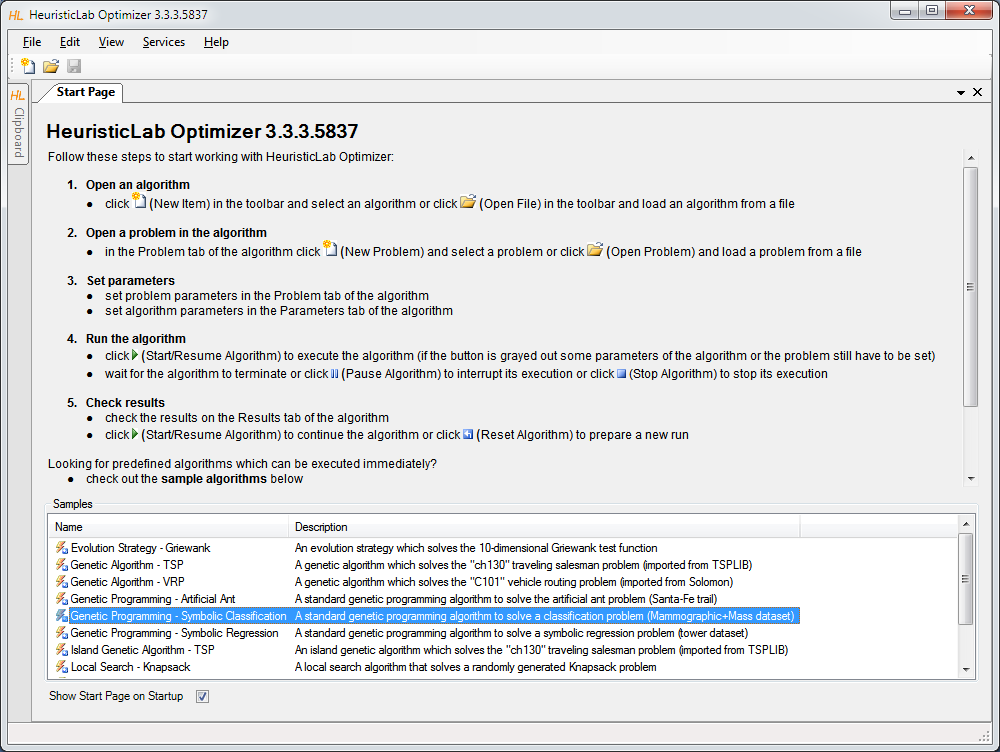 HL HeuristicLab Optimizer 3.3.3.5837
File Edit View Services Help
HL
Clipboard
Start Page
HeuristicLab Optimizer 3.3.3.5837
Follow these steps to start working with HeuristicLab Optimizer:
1. Open an algorithm
• click (New Item) in the toolbar and select an algorithm or click (Open File) in the toolbar and load an algorithm from a file
2. Open a problem in the algorithm
• in the Problem tab of the algorithm click (New Problem) and select a problem or click (Open Problem) and load a problem from a file
3. Set parameters
• set problem parameters in the Problem tab of the algorithm
• set algorithm parameters in the Parameters tab of the algorithm
4. Run the algorithm
• click (Start/Resume Algorithm) to execute the algorithm (if the button is grayed out some parameters of the algorithm or the problem still have to be set)
• wait for the algorithm to terminate or click (Pause Algorithm) to interrupt its execution or click (Stop Algorithm) to stop its execution
5. Check results
• check the results on the Results tab of the algorithm
• click (Start/Resume Algorithm) to continue the algorithm or click (Reset Algorithm) to prepare a new run
Looking for predefined algorithms which can be executed immediately?
• check out the sample algorithms below
Samples
Name Description
Evolution Strategy - Griewank An evolution strategy which solves the 10-dimensional Griewank test function
Genetic Algorithm - TSP A genetic algorithm which solves the "ch130" traveling salesman problem (imported from TSPLIB)
Genetic Algorithm - VRP A genetic algorithm which solves the "C101" vehicle routing problem (imported from Solomon)
Genetic Programming - Artificial Ant A standard genetic programming algorithm to solve the artificial ant problem (Santa-Fe trail)
Genetic Programming - Symbolic Classification A standard genetic programming algorithm to solve a classification problem (Mammographic+Mass dataset)
Genetic Programming - Symbolic Regression A standard genetic programming algorithm to solve a symbolic regression problem (tower dataset)
Island Genetic Algorithm - TSP An island genetic algorithm which solves the "ch130" traveling salesman problem (imported from TSPLIB)
Local Search - Knapsack A local search algorithm that solves a randomly generated Knapsack problem
Show Start Page on Startup